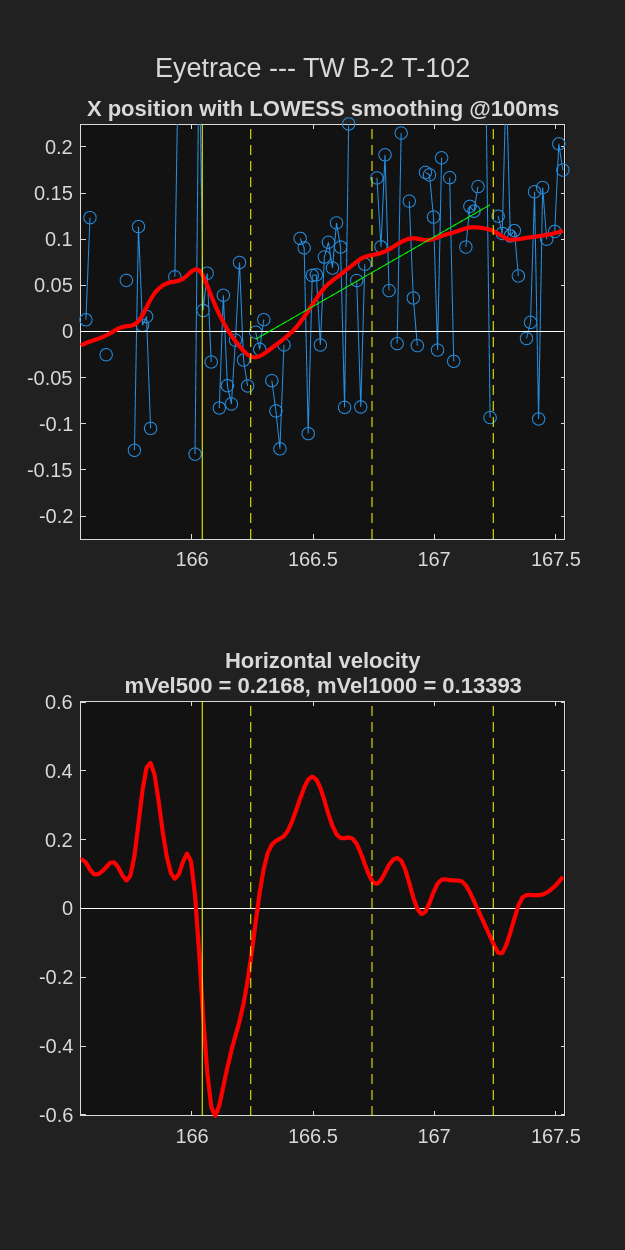 Eyetrace --- TW B-2 T-102
X position with LOWESS smoothing @100ms
0.2
0.15
0.1
0.05
0
-0.05
-0.1
-0.15
-0.2
166 166.5 167 167.5
Horizontal velocity
mVel500 = 0.2168, mVel1000 = 0.13393
0.6
0.4
0.2
0
-0.2
-0.4
-0.6
166 166.5 167 167.5